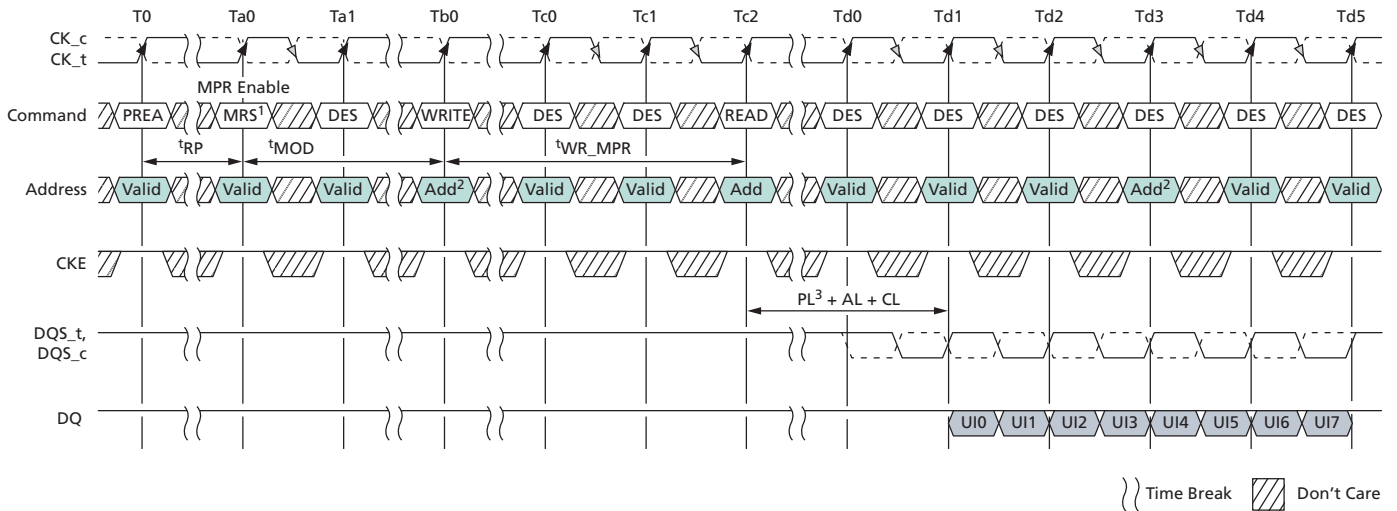 T0 Ta0 Ta1 Tb0 Tc0 Tc1 Tc2 Td0 Td1 Td2 Td3 Td4 Td5
CK_c
CK_t
MPR Enable
Command PREA MRS¹ DES WRITE DES DES READ DES DES DES DES DES DES
tRP tMOD tWR_MPR
Address Valid Valid Valid Add² Valid Valid Add Valid Valid Valid Add² Valid Valid
CKE
PL³ + AL + CL
DQS_t,
DQS_c
DQ UI0 UI1 UI2 UI3 UI4 UI5 UI6 UI7
Time Break Don't Care